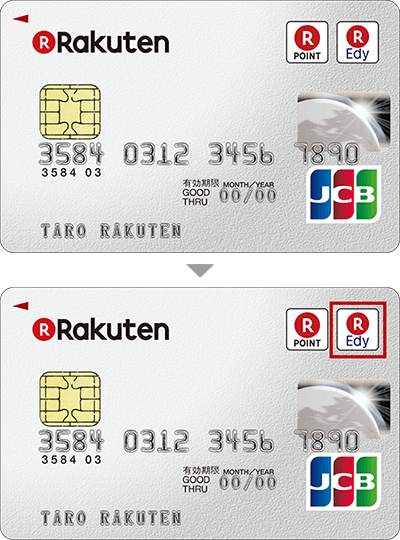 Rakuten
R
POINT
R
Edy
3584 0312 3456 7890
3584 03
有効期限 MONTH/YEAR
GOOD
THRU 00/00
JCB
TARO RAKUTEN
Rakuten
R
POINT
R
Edy
3584 0312 3456 7890
3584 03
有効期限 MONTH/YEAR
GOOD
THRU 00/00
JCB
TARO RAKUTEN